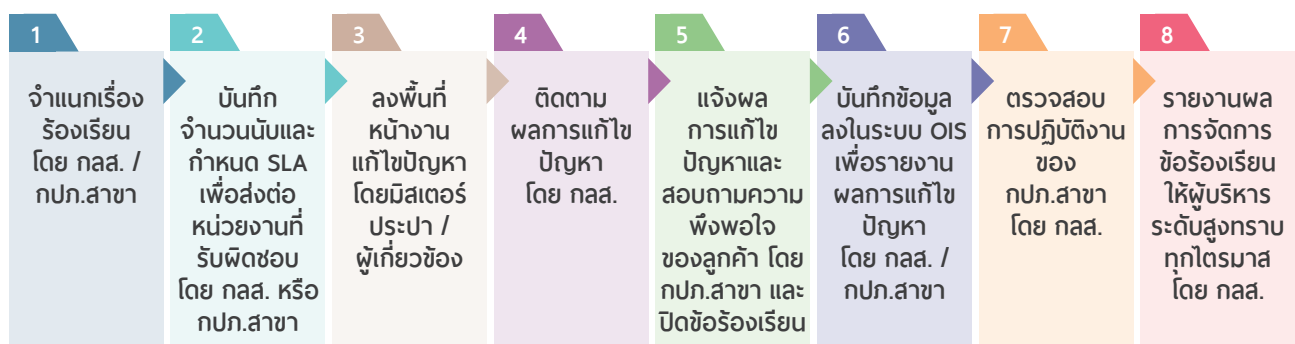 1
จำแนกเรื่อง
ร้องเรียน
โดย กลส. /
กปภ.สาขา
2
บันทึก
จำนวนนับและ
กำหนด SLA
เพื่อส่งต่อ
หน่วยงานที่
รับผิดชอบ
โดย กลส. หรือ
กปภ.สาขา
3
ลงพื้นที่
หน้างาน
แก้ไขปัญหา
โดยมิสเตอร์
ประปา /
ผู้เกี่ยวข้อง
4
ติดตาม
ผลการแก้ไข
ปัญหา
โดย กลส.
5
แจ้งผล
การแก้ไข
ปัญหาและ
สอบถามความ
พึงพอใจ
ของลูกค้า โดย
กปภ.สาขา และ
ปิดข้อร้องเรียน
6
บันทึกข้อมูล
ลงในระบบ OIS
เพื่อรายงาน
ผลการแก้ไข
ปัญหา
โดย กลส. /
กปภ.สาขา
7
ตรวจสอบ
การปฏิบัติงาน
ของ
กปภ.สาขา
โดย กลส.
8
รายงานผล
การจัดการ
ข้อร้องเรียน
ให้ผู้บริหาร
ระดับสูงทราบ
ทุกไตรมาส
โดย กลส.